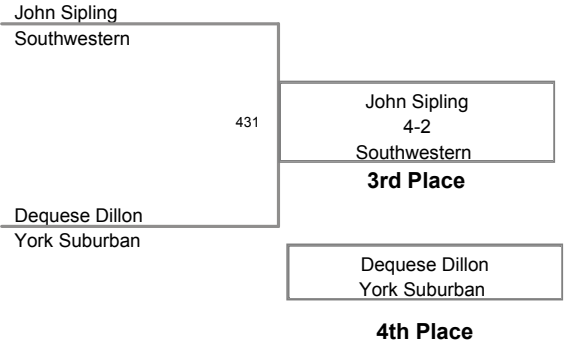 John Sipling
Southwestern
431
John Sipling
4-2
Southwestern
3rd Place
Dequese Dillon
York Suburban
Dequese Dillon
York Suburban
4th Place